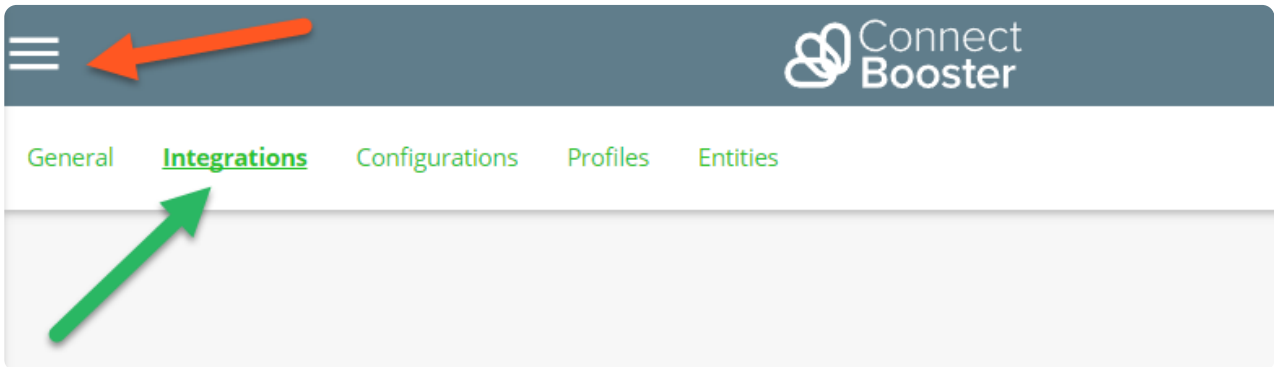 Connect
Booster
General Integrations Configurations Profiles Entities